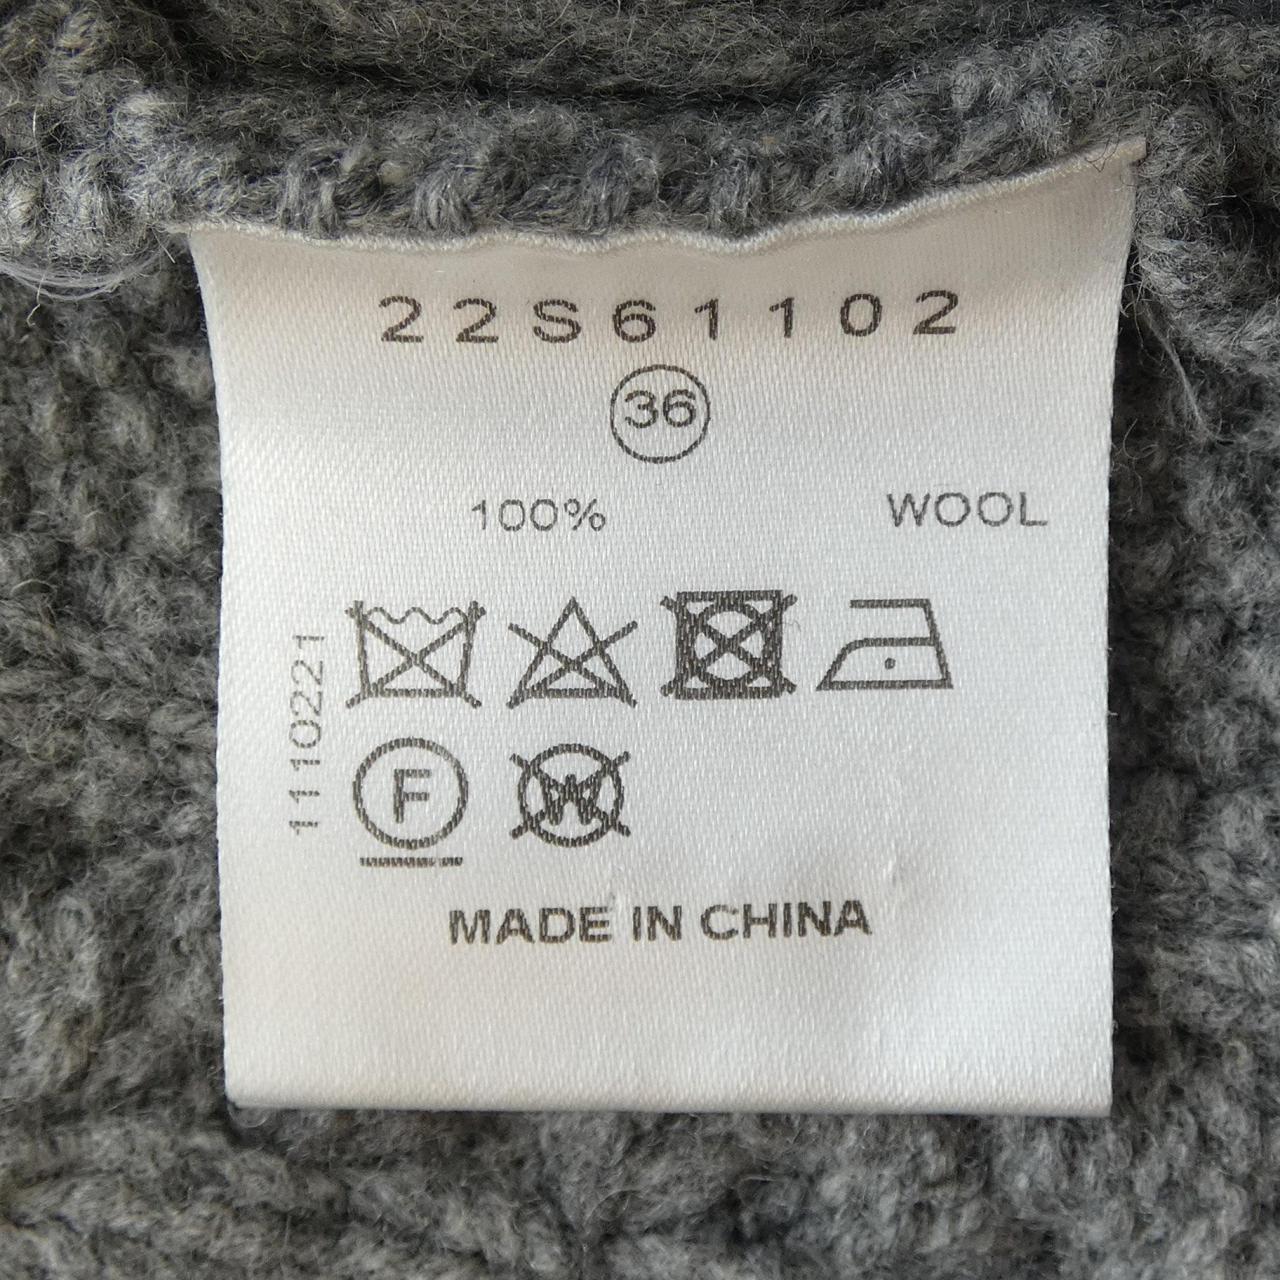 22S61102
36
100% WOOL
1110221
F
W
MADE IN CHINA